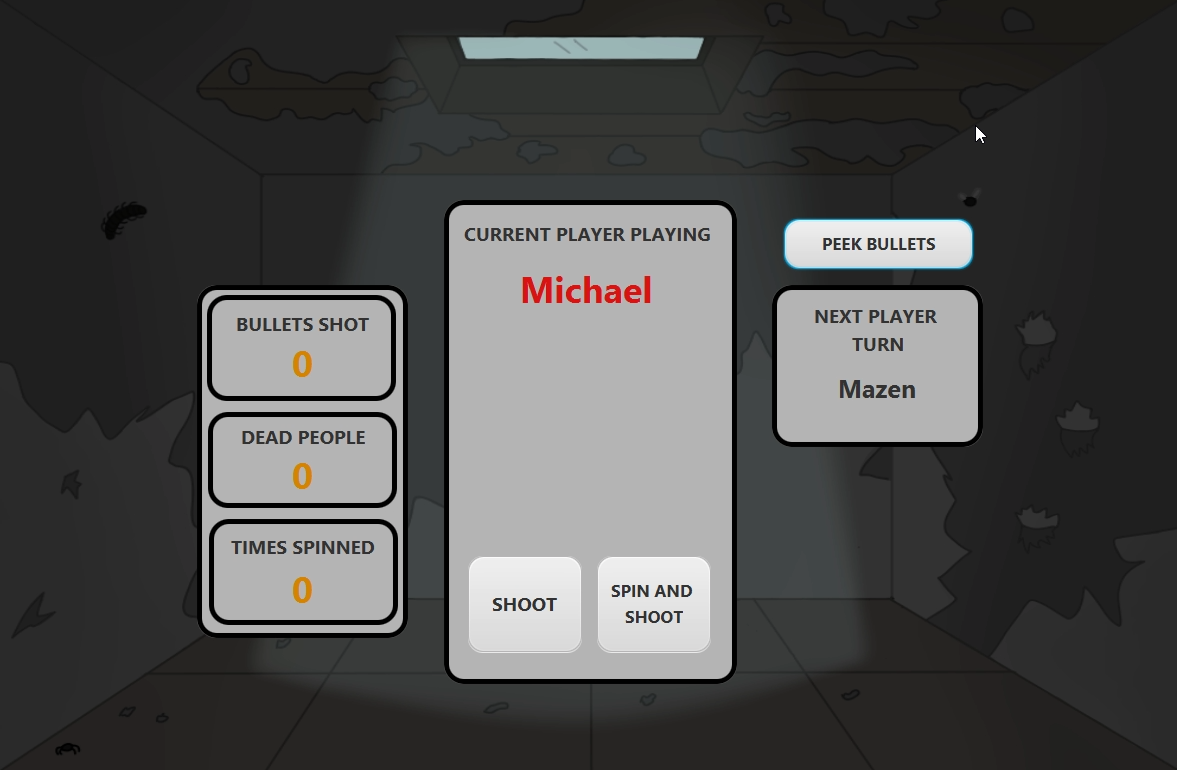 BULLETS SHOT
0
DEAD PEOPLE
0
TIMES SPINNED
0
CURRENT PLAYER PLAYING
Michael
SHOOT
SPIN AND
SHOOT
PEEK BULLETS
NEXT PLAYER
TURN
Mazen